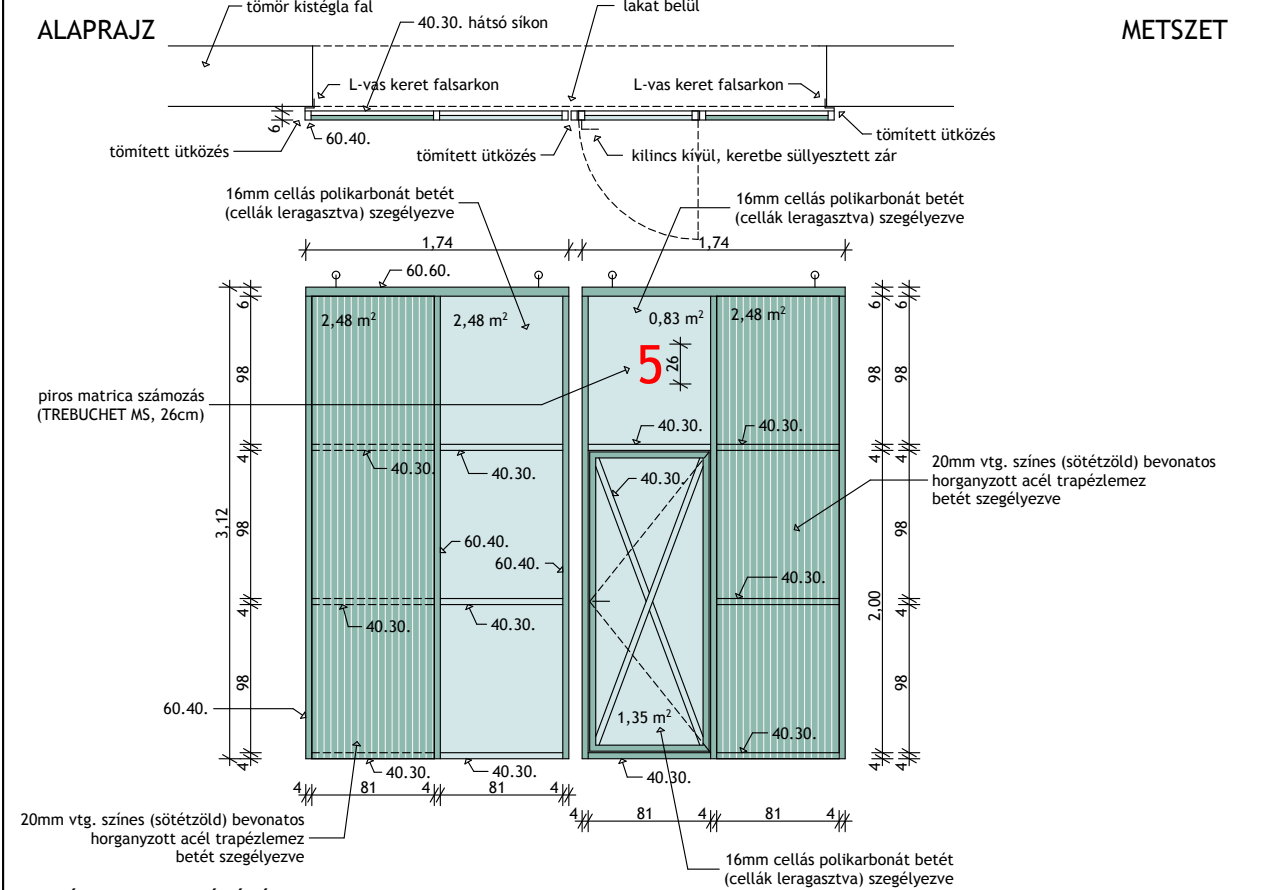 tömör kistégla fal
lakat belül
ALAPRAJZ
40.30. hátsó síkon
METSZET
L-vas keret falsarkon
L-vas keret falsarkon
6
60.40.
tömített ütközés
tömített ütközés
kilincs kívül, keretbe süllyesztett zár
tömített ütközés
16mm cellás polikarbonát betét
(cellák leragasztva) szegélyezve
16mm cellás polikarbonát betét
(cellák leragasztva) szegélyezve
1,74
1,74
60.60.
6
6
6
2,48 m²
2,48 m²
0,83 m²
2,48 m²
5
26
98
98
98
piros matrica számozás
(TREBUCHET MS, 26cm)
40.30.
40.30.
4
4
4
40.30.
40.30.
40.30.
20mm vtg. színes (sötétzöld) bevonatos
horganyzott acél trapézlemez
betét szegélyezve
3,12
98
98
60.40.
60.40.
40.30.
4
2,00
4
40.30.
40.30.
98
98
60.40.
1,35 m²
40.30.
4
4
4
40.30.
40.30.
40.30.
4
81
4
81
4
4
81
4
81
4
20mm vtg. színes (sötétzöld) bevonatos
horganyzott acél trapézlemez
betét szegélyezve
16mm cellás polikarbonát betét
(cellák leragasztva) szegélyezve